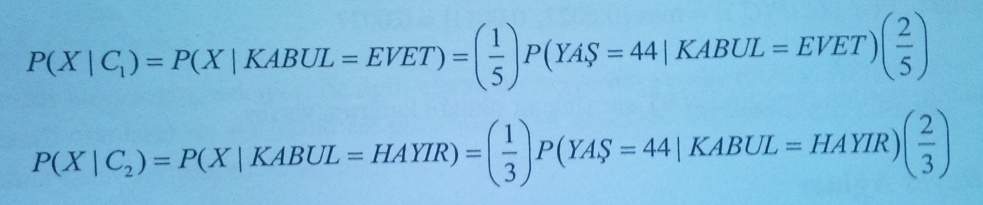 P(X | C₁) = P(X | KABUL = EVET) = (1/5) P(YAŞ = 44 | KABUL = EVET) (2/5)
P(X | C₂) = P(X | KABUL = HAYIR) = (1/3) P(YAŞ = 44 | KABUL = HAYIR) (2/3)